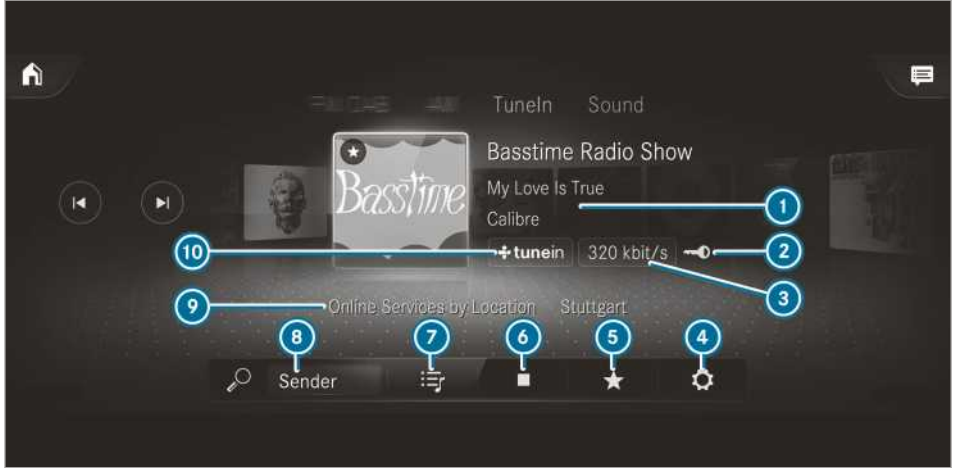 TuneIn Sound
Basstime
Basstime Radio Show
My Love Is True
Calibre
1
10
tunein 320 kbit/s
2
3
9
Online Services by Location Stuttgart
8 7 6 5 4
Sender